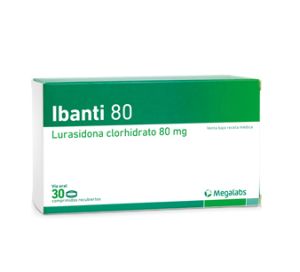 Ibanti 80
Lurasidona clorhidrato 80 mg
Venta bajo receta médica
Vía oral
30
comprimidos recubiertos
Megalabs